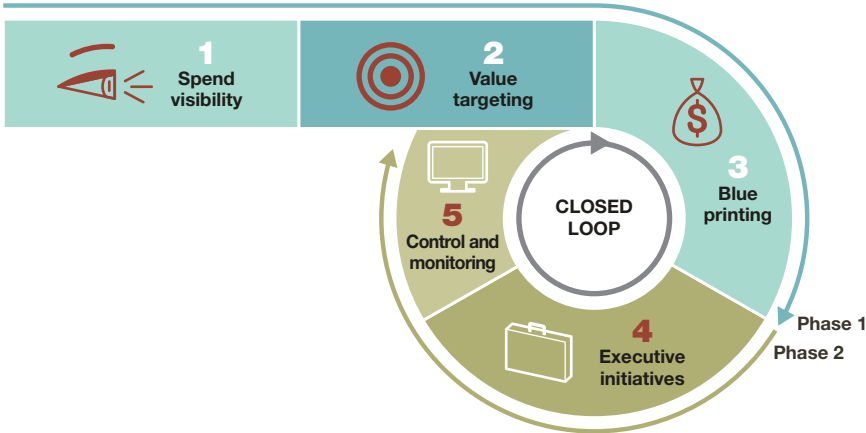 1
Spend
visibility
2
Value
targeting
$
3
Blue
printing
CLOSED
LOOP
5
Control and
monitoring
4
Executive
initiatives
Phase 1
Phase 2